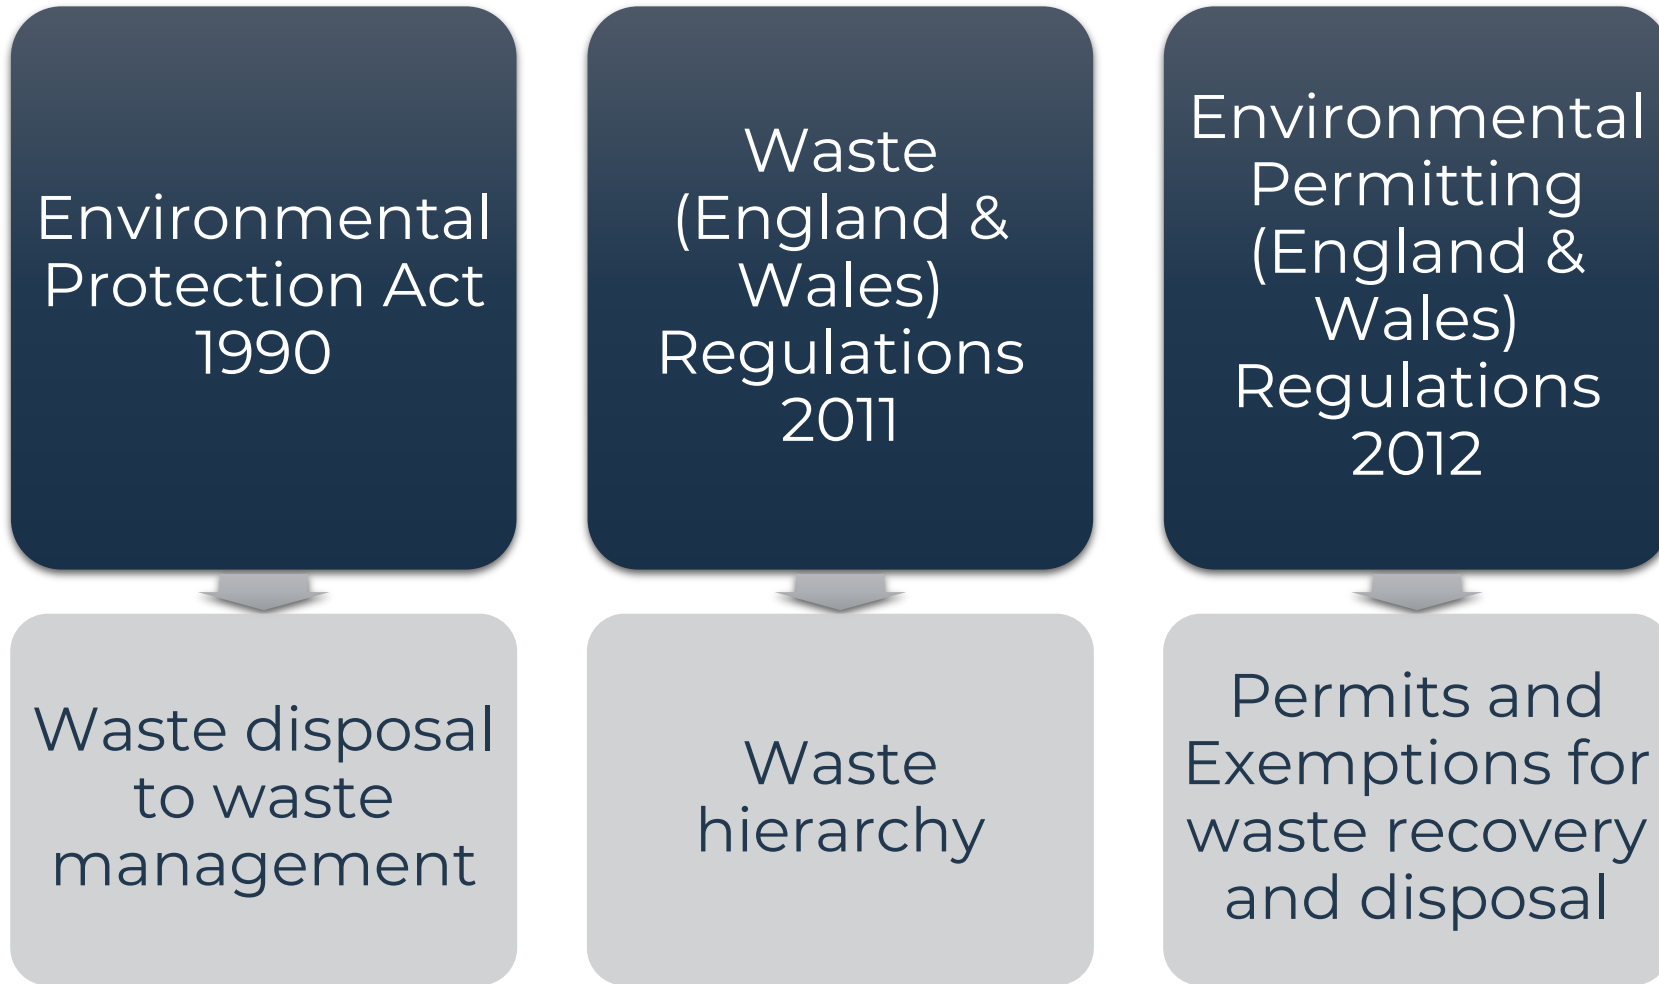 Environmental
Protection Act
1990
Waste disposal
to waste
management
Waste
(England &
Wales)
Regulations
2011
Waste
hierarchy
Environmental
Permitting
(England &
Wales)
Regulations
2012
Permits and
Exemptions for
waste recovery
and disposal